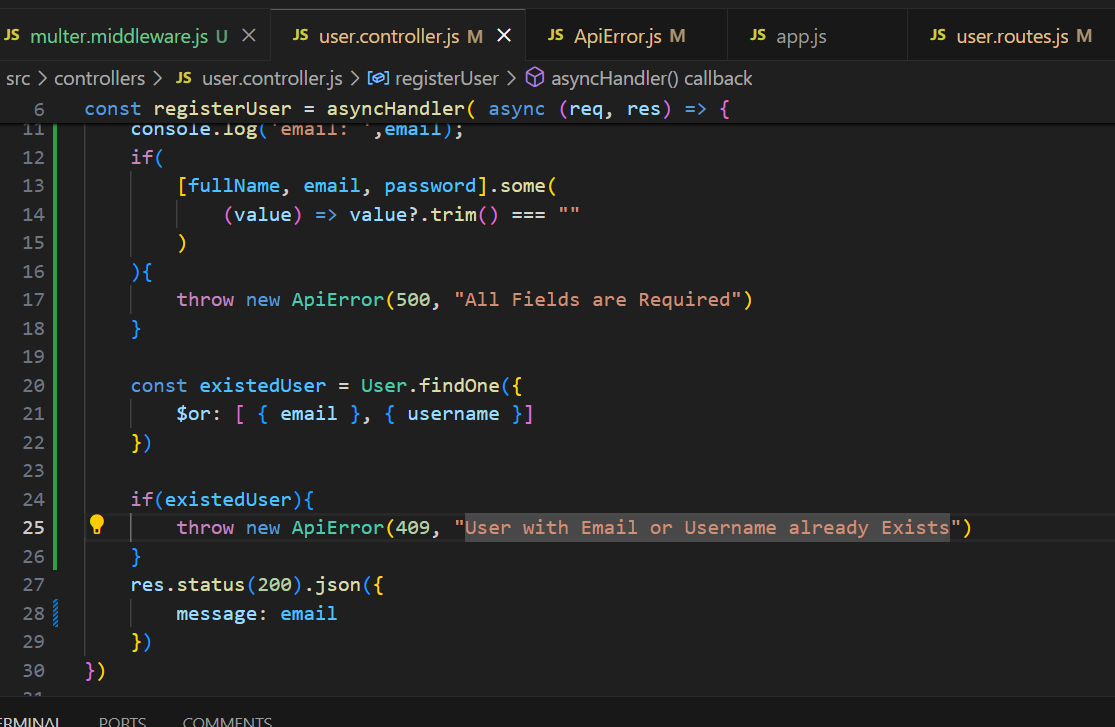 JS multer.middleware.js U × JS user.controller.js M × JS ApiError.js M JS app.js JS user.routes.js M
src > controllers > JS user.controller.js > registerUser > asyncHandler() callback
6 const registerUser = asyncHandler( async (req, res) => {
11 console.log('email: ',email);
12 if(
13 [fullName, email, password].some(
14 (value) => value?.trim() === ""
15 )
16 ){
17 throw new ApiError(500, "All Fields are Required")
18 }
19
20 const existedUser = User.findOne({
21 $or: [ { email }, { username }]
22 })
23
24 if(existedUser){
25 throw new ApiError(409, "User with Email or Username already Exists")
26 }
27 res.status(200).json({
28 message: email
29 })
30 })
31
ERMINAL PORTS COMMENTS